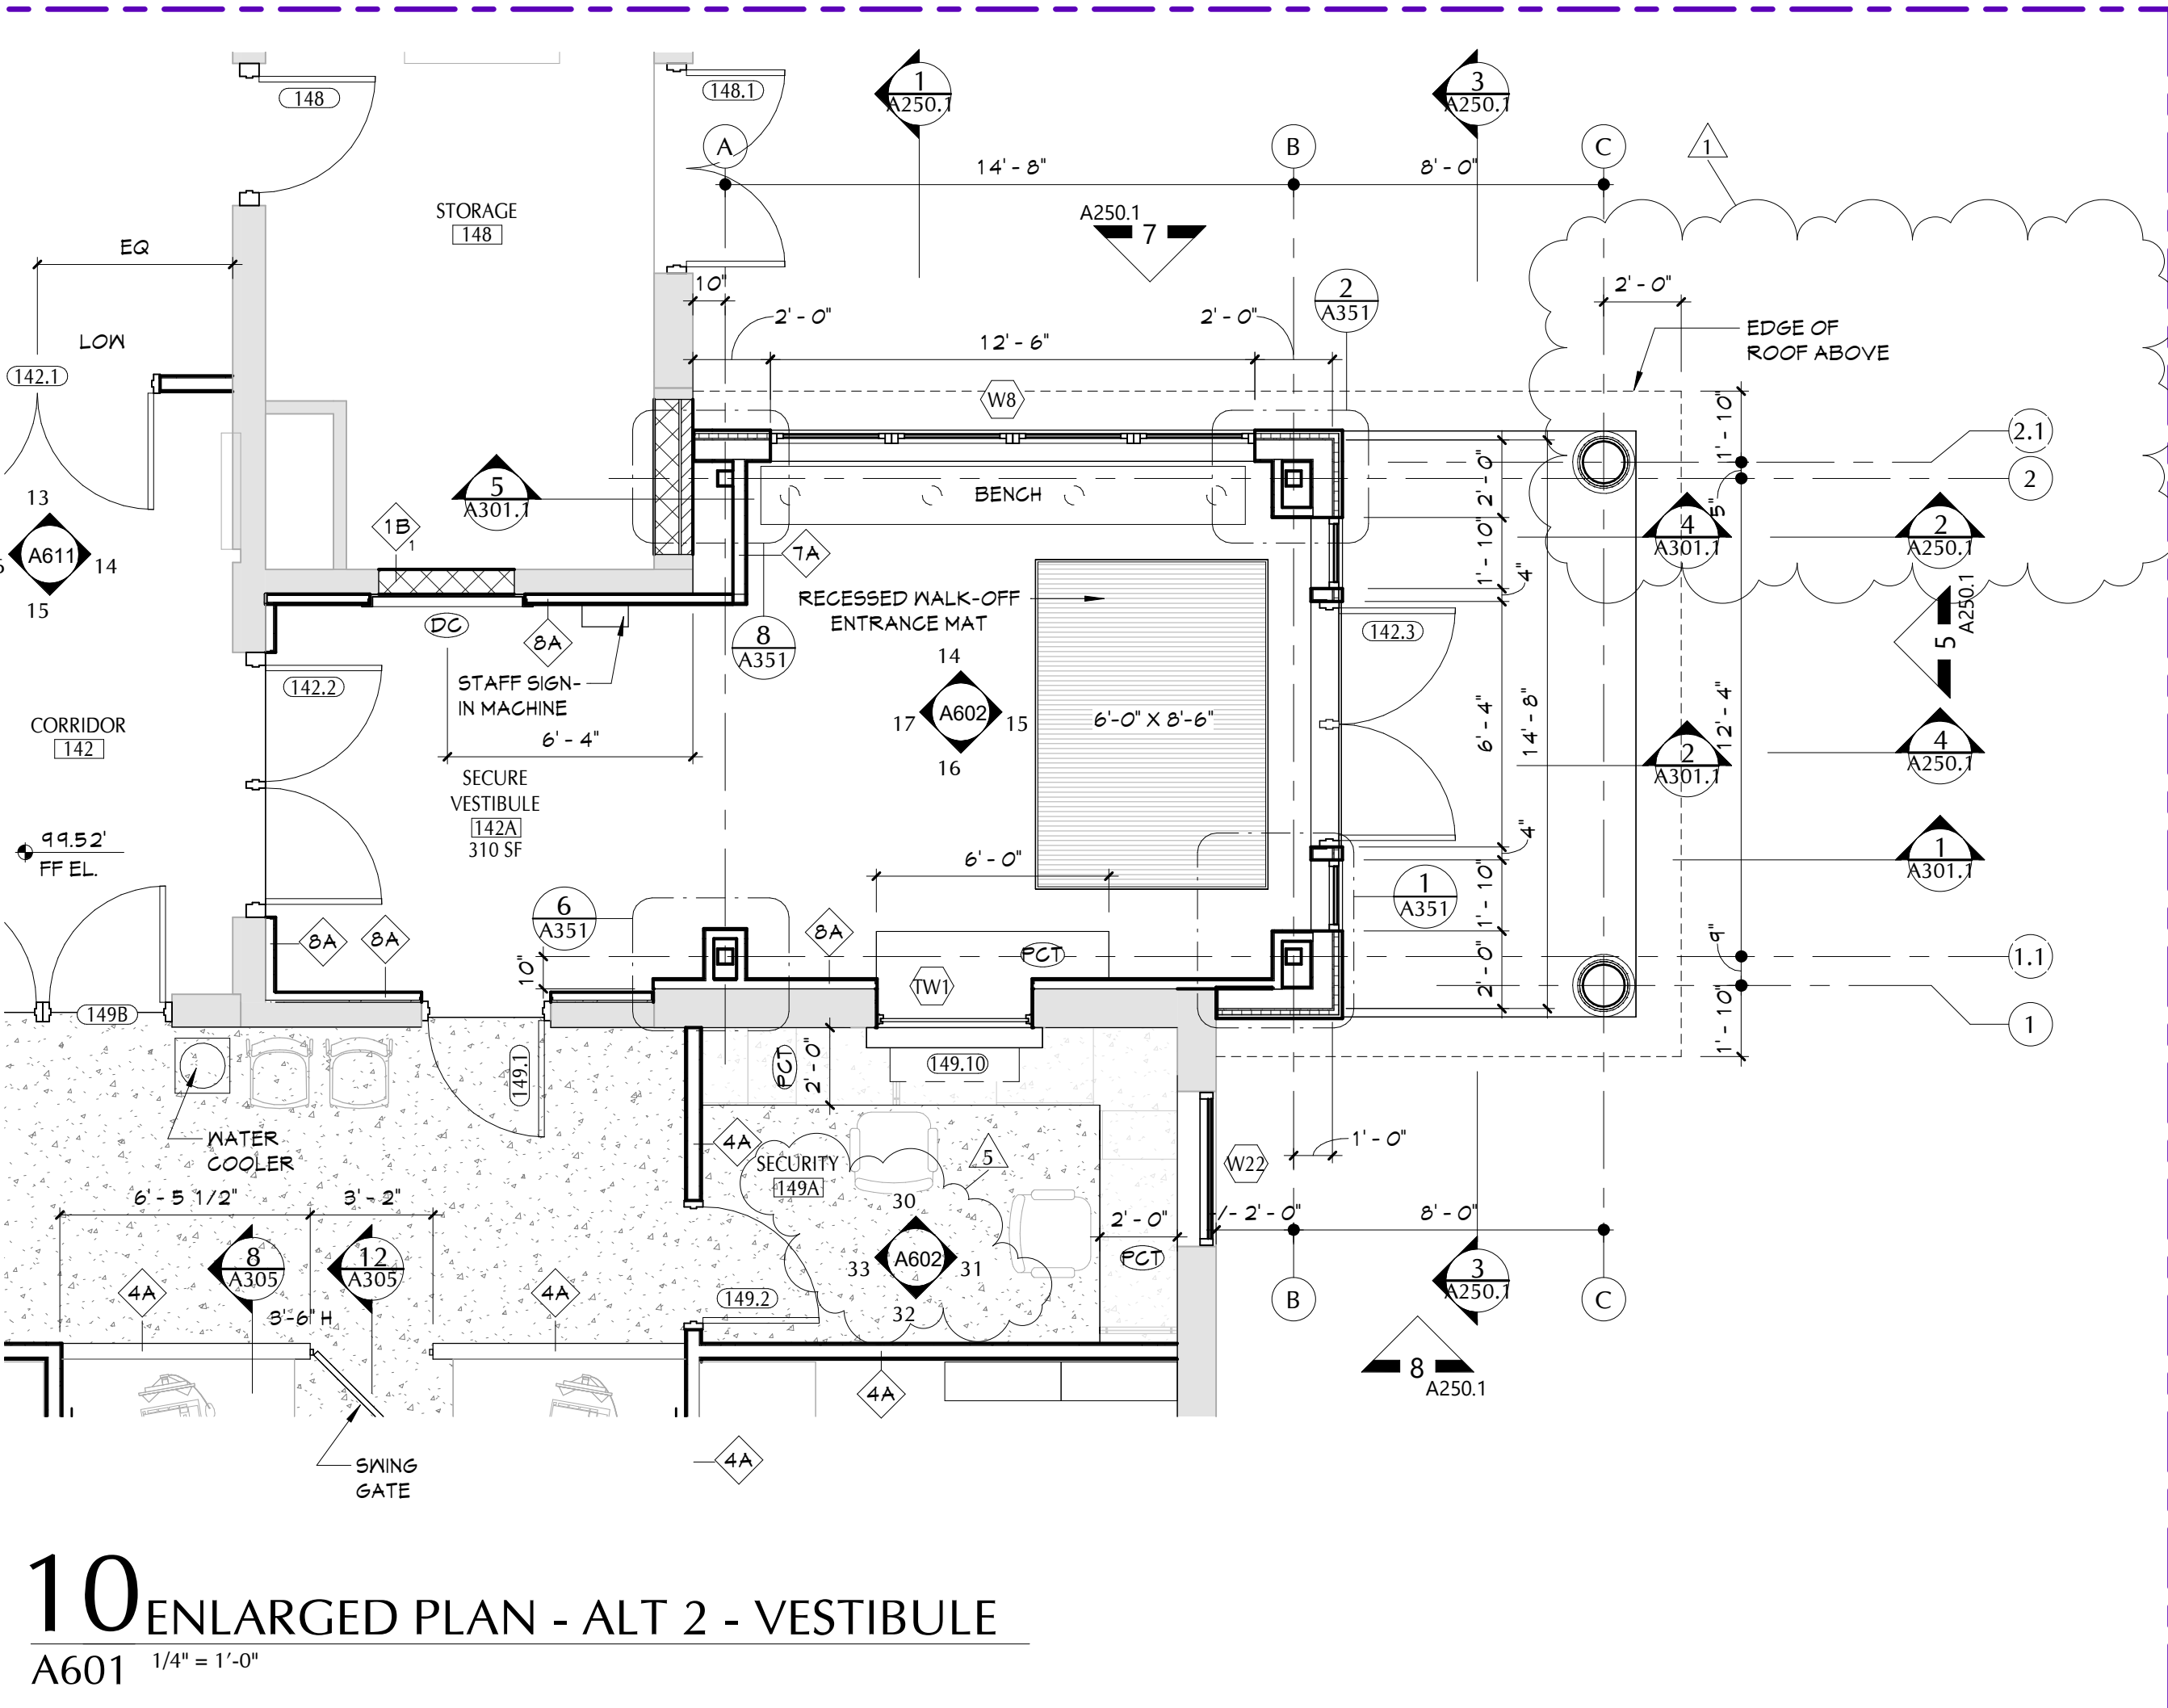 148
148.1
1
A250.1
3
A250.1
A
B
C
1
14' - 8"
8' - 0"
STORAGE
148
A250.1
7
EQ
10"
2
A351
2' - 0"
2' - 0"
2' - 0"
EDGE OF
ROOF ABOVE
LOW
12' - 6"
142.1
W8
1' - 10"
2.1
2
5
A301.1
BENCH
2' - 0"
5"
13
A611
14
15
1B
1
7A
4
A301.1
2
A250.1
1' - 10"
4"
RECESSED WALK-OFF
ENTRANCE MAT
DC
8A
8
A351
142.3
5
A250.1
142.2
STAFF SIGN-
IN MACHINE
14
17
A602
15
16
6'-0" X 8'-6"
6' - 4"
14' - 8"
12' - 4"
CORRIDOR
142
6' - 4"
2
A301.1
4
A250.1
SECURE
VESTIBULE
142A
310 SF
99.52'
FF EL.
6' - 0"
4"
1
A301.1
6
A351
1
A351
1' - 10"
8A
8A
8A
9"
10"
PCT
1.1
TW1
2' - 0"
149B
1
149.1
PCT
2' - 0"
149.10
1' - 10"
WATER
COOLER
4A
SECURITY
149A
5
W22
1' - 0"
6' - 5 1/2"
3' - 2"
30
33
A602
31
32
2' - 0"
PCT
/- 2' - 0"
8' - 0"
8
A305
12
A305
3'-6" H
4A
4A
149.2
B
3
A250.1
C
4A
8
A250.1
4A
SWING
GATE
10
ENLARGED PLAN - ALT 2 - VESTIBULE
A601
1/4" = 1'-0"